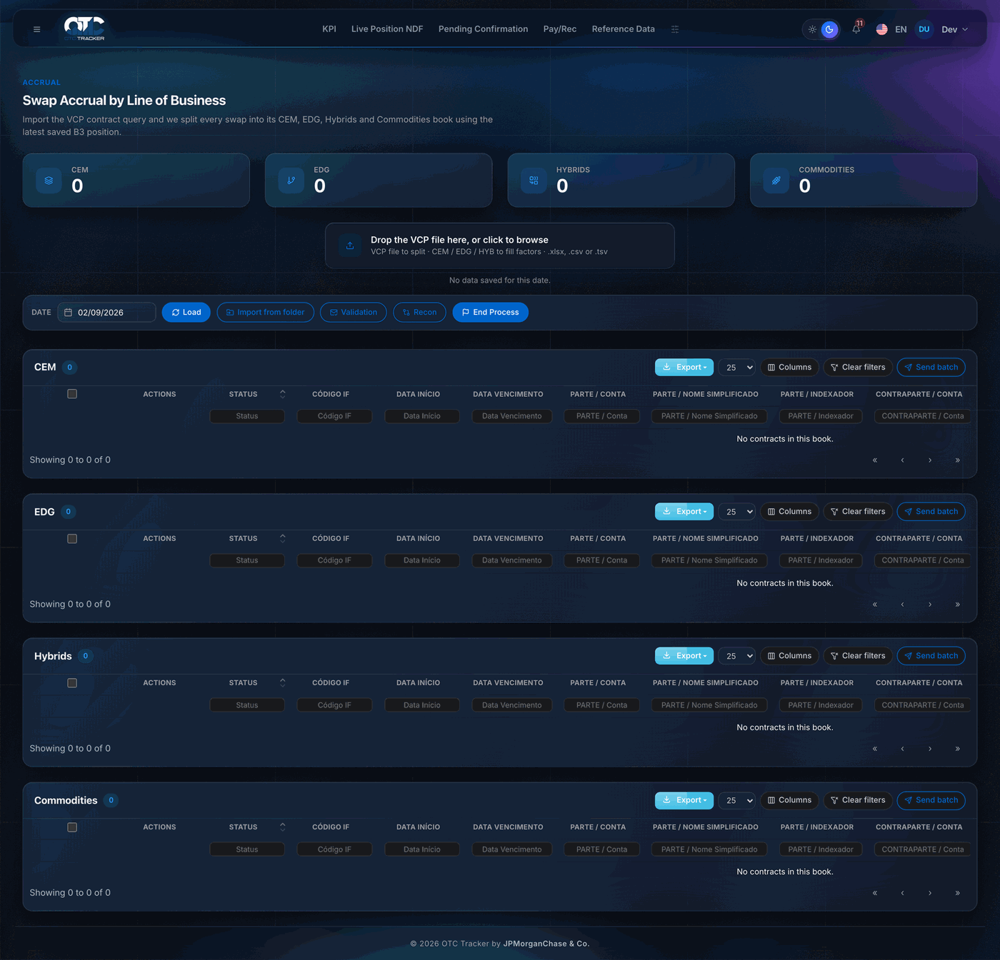 OTC
TRACKER
KPI
Live Position NDF
Pending Confirmation
Pay/Rec
Reference Data
11
EN
DU
Dev
ACCRUAL
Swap Accrual by Line of Business
Import the VCP contract query and we split every swap into its CEM, EDG, Hybrids and Commodities book using the
latest saved B3 position.
CEM
0
EDG
0
HYBRIDS
0
COMMODITIES
0
Drop the VCP file here, or click to browse
VCP file to split · CEM / EDG / HYB to fill factors · .xlsx, .csv or .tsv
No data saved for this date.
DATE
02/09/2026
Load
Import from folder
Validation
Recon
End Process
CEM 0
Export
25
Columns
Clear filters
Send batch
ACTIONS STATUS CÓDIGO IF DATA INÍCIO DATA VENCIMENTO PARTE / CONTA PARTE / NOME SIMPLIFICADO PARTE / INDEXADOR CONTRAPARTE / CONTA
Status Código IF Data Início Data Vencimento PARTE / Conta PARTE / Nome Simplificado PARTE / Indexador CONTRAPARTE / Conta
No contracts in this book.
Showing 0 to 0 of 0
« ‹ › »
EDG 0
Export
25
Columns
Clear filters
Send batch
ACTIONS STATUS CÓDIGO IF DATA INÍCIO DATA VENCIMENTO PARTE / CONTA PARTE / NOME SIMPLIFICADO PARTE / INDEXADOR CONTRAPARTE / CONTA
Status Código IF Data Início Data Vencimento PARTE / Conta PARTE / Nome Simplificado PARTE / Indexador CONTRAPARTE / Conta
No contracts in this book.
Showing 0 to 0 of 0
« ‹ › »
Hybrids 0
Export
25
Columns
Clear filters
Send batch
ACTIONS STATUS CÓDIGO IF DATA INÍCIO DATA VENCIMENTO PARTE / CONTA PARTE / NOME SIMPLIFICADO PARTE / INDEXADOR CONTRAPARTE / CONTA
Status Código IF Data Início Data Vencimento PARTE / Conta PARTE / Nome Simplificado PARTE / Indexador CONTRAPARTE / Conta
No contracts in this book.
Showing 0 to 0 of 0
« ‹ › »
Commodities 0
Export
25
Columns
Clear filters
Send batch
ACTIONS STATUS CÓDIGO IF DATA INÍCIO DATA VENCIMENTO PARTE / CONTA PARTE / NOME SIMPLIFICADO PARTE / INDEXADOR CONTRAPARTE / CONTA
Status Código IF Data Início Data Vencimento PARTE / Conta PARTE / Nome Simplificado PARTE / Indexador CONTRAPARTE / Conta
No contracts in this book.
Showing 0 to 0 of 0
« ‹ › »
© 2026 OTC Tracker by JPMorganChase & Co.